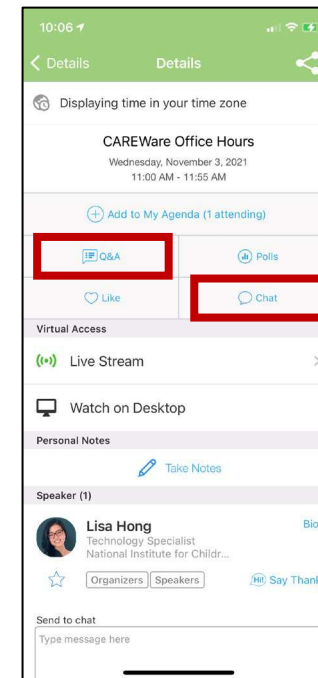 10:06
Details
Details
Displaying time in your time zone
CAREWare Office Hours
Wednesday, November 3, 2021
11:00 AM - 11:55 AM
Add to My Agenda (1 attending)
Q&A
Polls
Like
Chat
Virtual Access
Live Stream
Watch on Desktop
Personal Notes
Take Notes
Speaker (1)
Lisa Hong
Bio
Technology Specialist
National Institute for Childr...
Organizers
Speakers
Hi!
Say Thank
Send to chat
Type message here